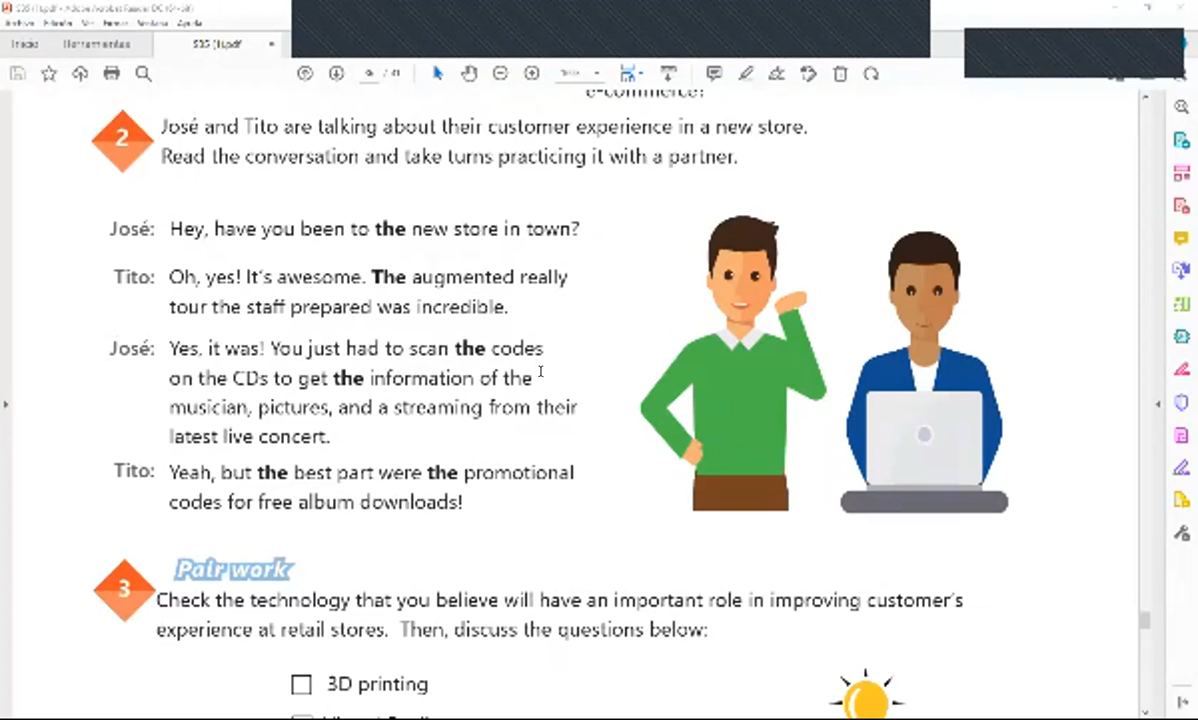 Inicio Herramientas
e-commerce?
2 José and Tito are talking about their customer experience in a new store.
Read the conversation and take turns practicing it with a partner.
José: Hey, have you been to the new store in town?
Tito: Oh, yes! It's awesome. The augmented really
tour the staff prepared was incredible.
José: Yes, it was! You just had to scan the codes
on the CDs to get the information of the
musician, pictures, and a streaming from their
latest live concert.
Tito: Yeah, but the best part were the promotional
codes for free album downloads!
Pair work
3 Check the technology that you believe will have an important role in improving customer's
experience at retail stores. Then, discuss the questions below:
3D printing